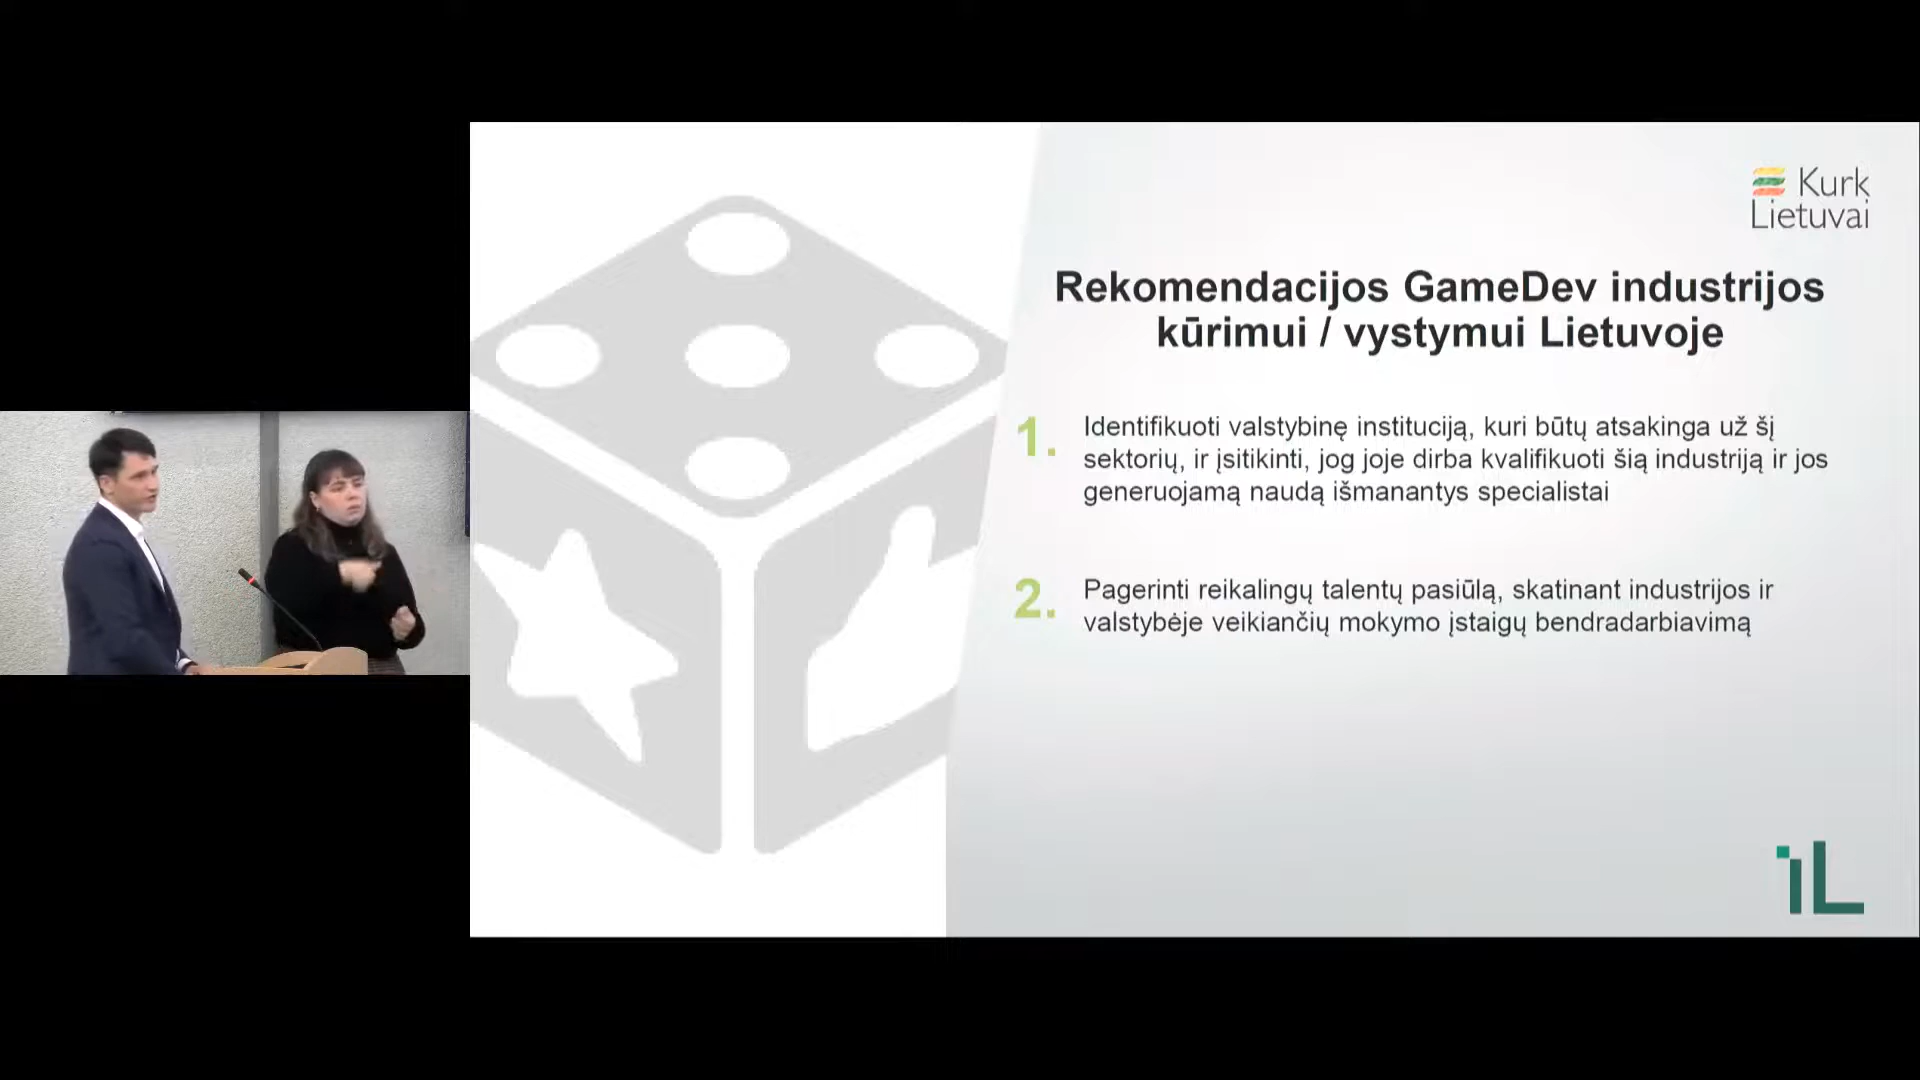 Kurk
Lietuvai
Rekomendacijos GameDev industrijos
kūrimui / vystymui Lietuvoje
1. Identifikuoti valstybinę instituciją, kuri būtų atsakinga už šį
sektorių, ir įsitikinti, jog joje dirba kvalifikuoti šią industriją ir jos
generuojamą naudą išmanantys specialistai
2. Pagerinti reikalingų talentų pasiūlą, skatinant industrijos ir
valstybėje veikiančių mokymo įstaigų bendradarbiavimą
iL